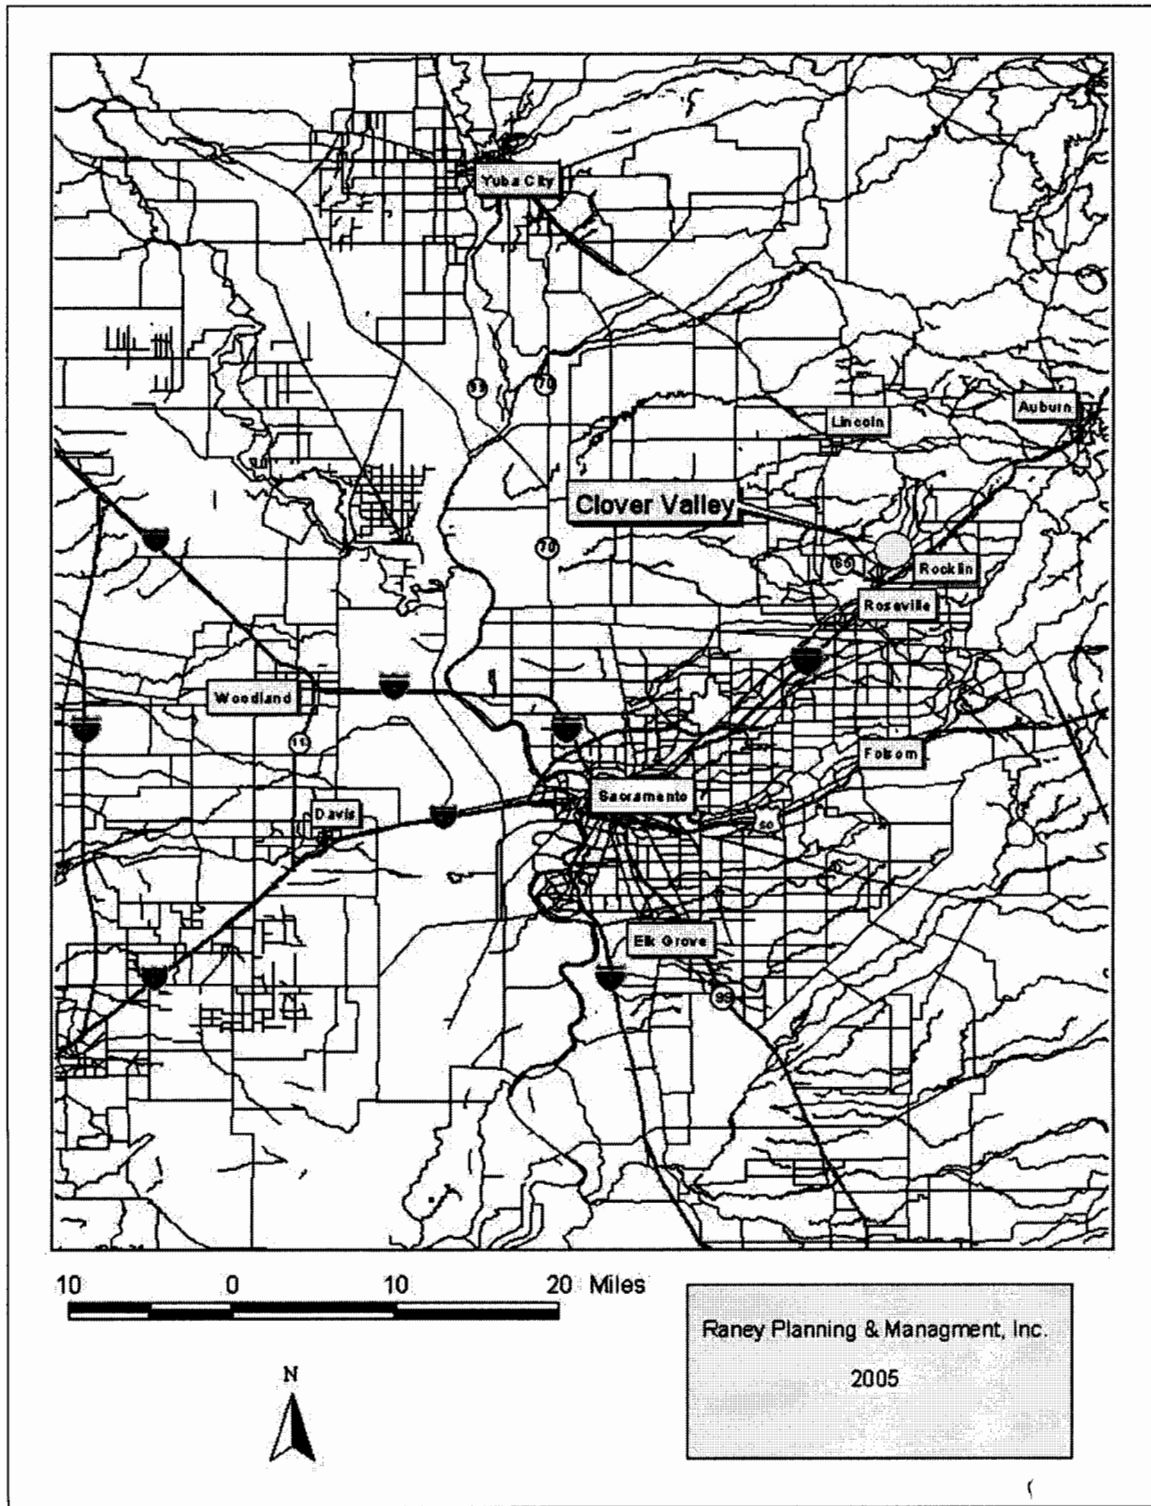 Yuba City
99
70
Auburn
Lincoln
Clover Valley
70
65
Rocklin
Roseville
Woodland
113
Folsom
Sacramento
Davis
50
Elk Grove
99
10 0 10 20 Miles
N
Raney Planning & Managment, Inc.
2005